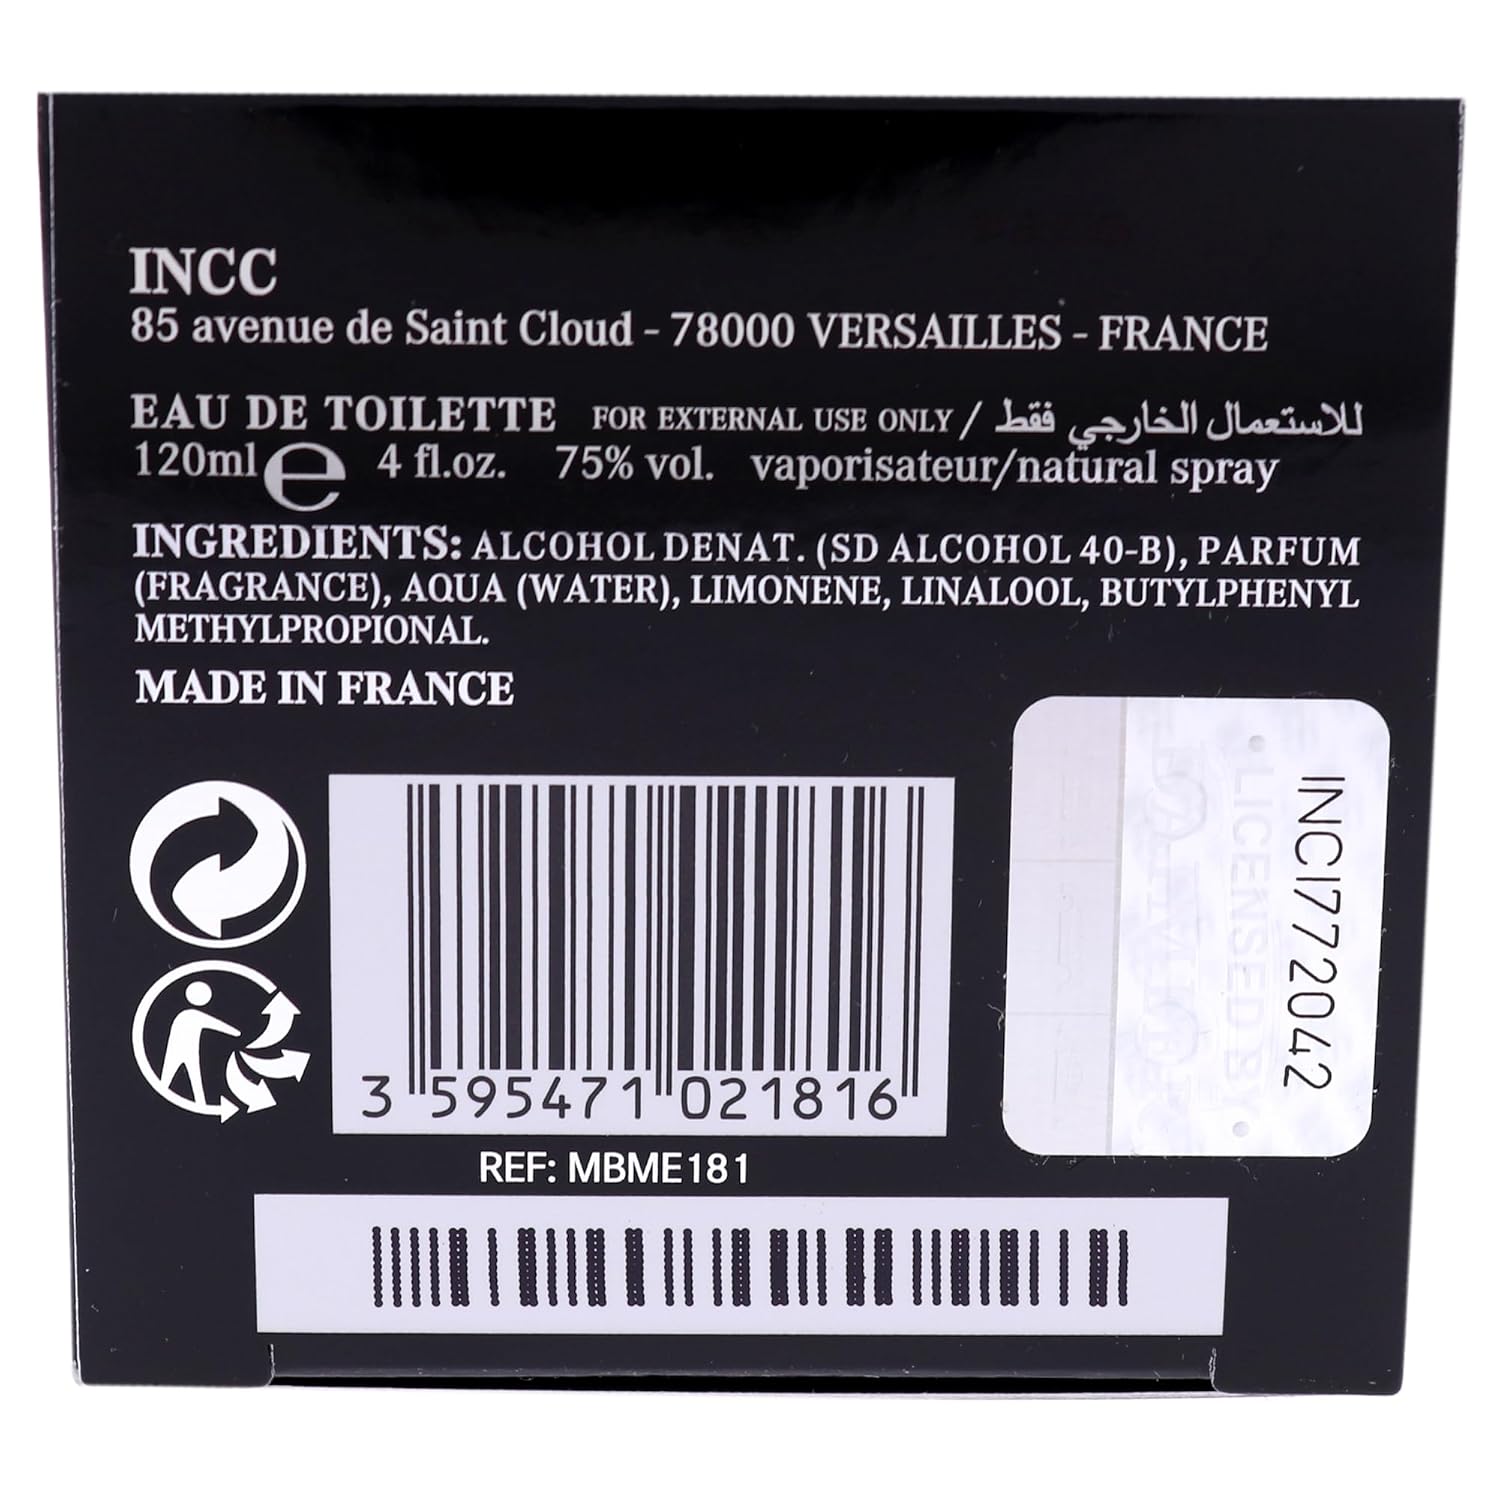 INCC
85 avenue de Saint Cloud - 78000 VERSAILLES - FRANCE
EAU DE TOILETTE FOR EXTERNAL USE ONLY / للاستعمال الخارجي فقط
120ml e 4 fl.oz. 75% vol. vaporisateur/natural spray
INGREDIENTS: ALCOHOL DENAT. (SD ALCOHOL 40-B), PARFUM
(FRAGRANCE), AQUA (WATER), LIMONENE, LINALOOL, BUTYLPHENYL
METHYLPROPIONAL.
MADE IN FRANCE
3 595471 021816
REF: MBME181
LICENSED BY
INCI772042